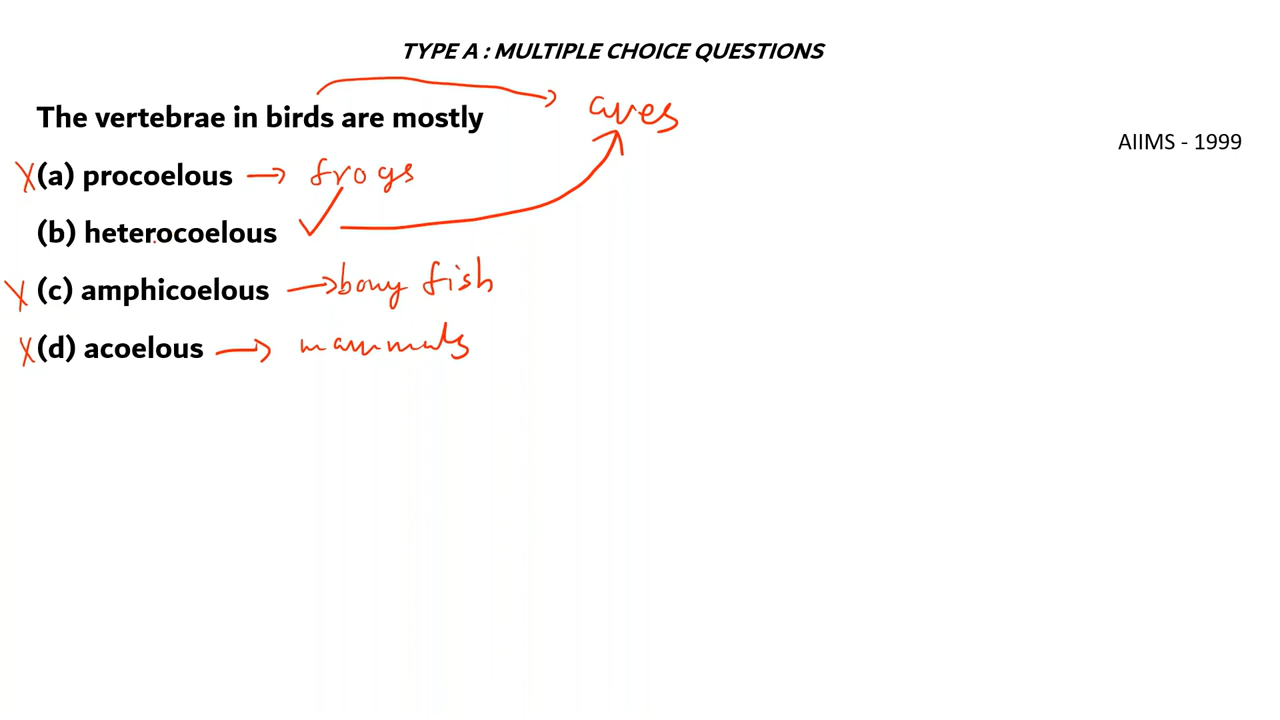 TYPE A : MULTIPLE CHOICE QUESTIONS
The vertebrae in birds are mostly → aves
AIIMS - 1999
X (a) procoelous → frogs
(b) heterocoelous ✓
X (c) amphicoelous → bony fish
X (d) acoelous → mammals